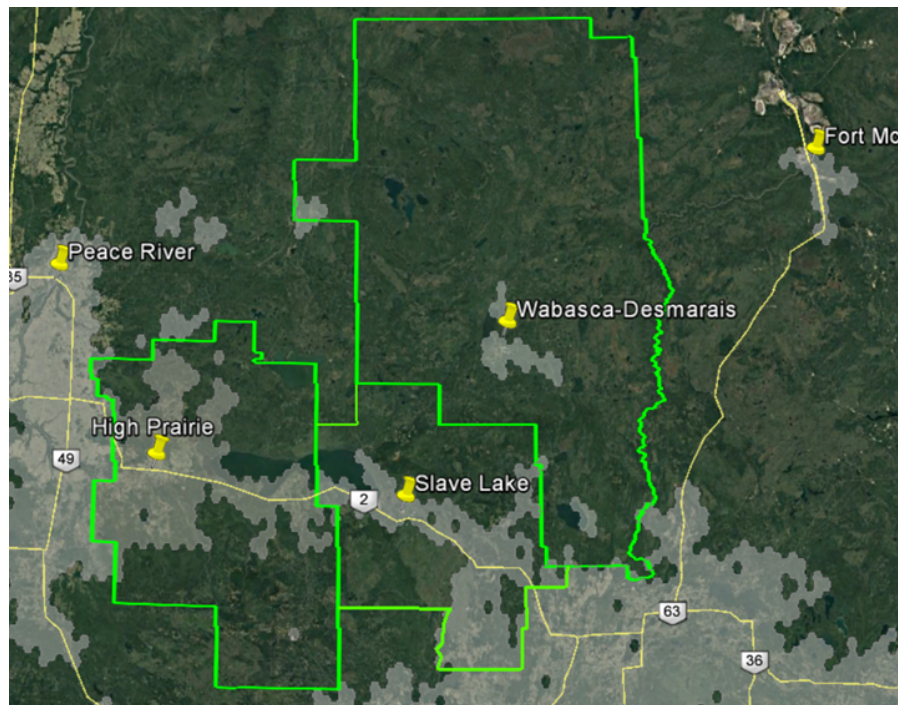 Fort Mc
Peace River
35
Wabasca-Desmarais
High Prairie
49
Slave Lake
2
63
36